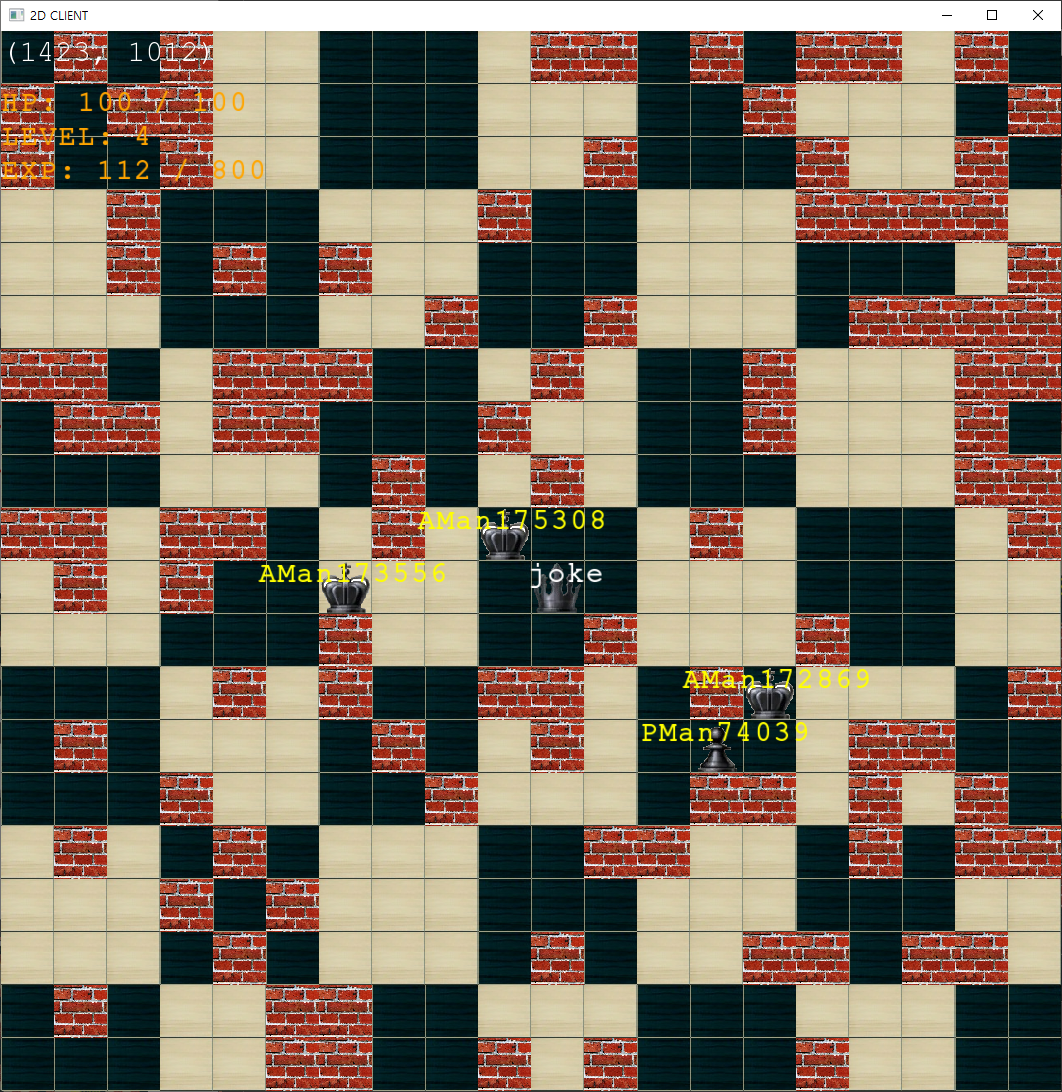 2D CLIENT
(1423, 1012)
HP: 100 / 100
LEVEL: 4
EXP: 112 / 800
AMan175308
AMan173556
joke
AMan172869
PMan74039